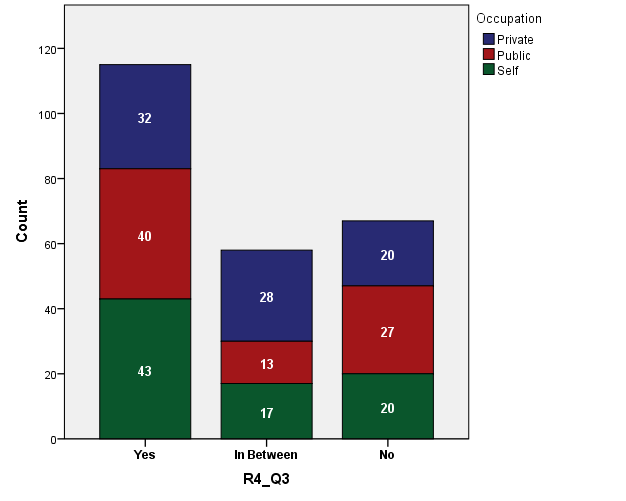 Occupation
Private
Public
Self
Count
120
100
80
60
40
20
0
32
40
43
28
13
17
20
27
20
Yes In Between No
R4_Q3